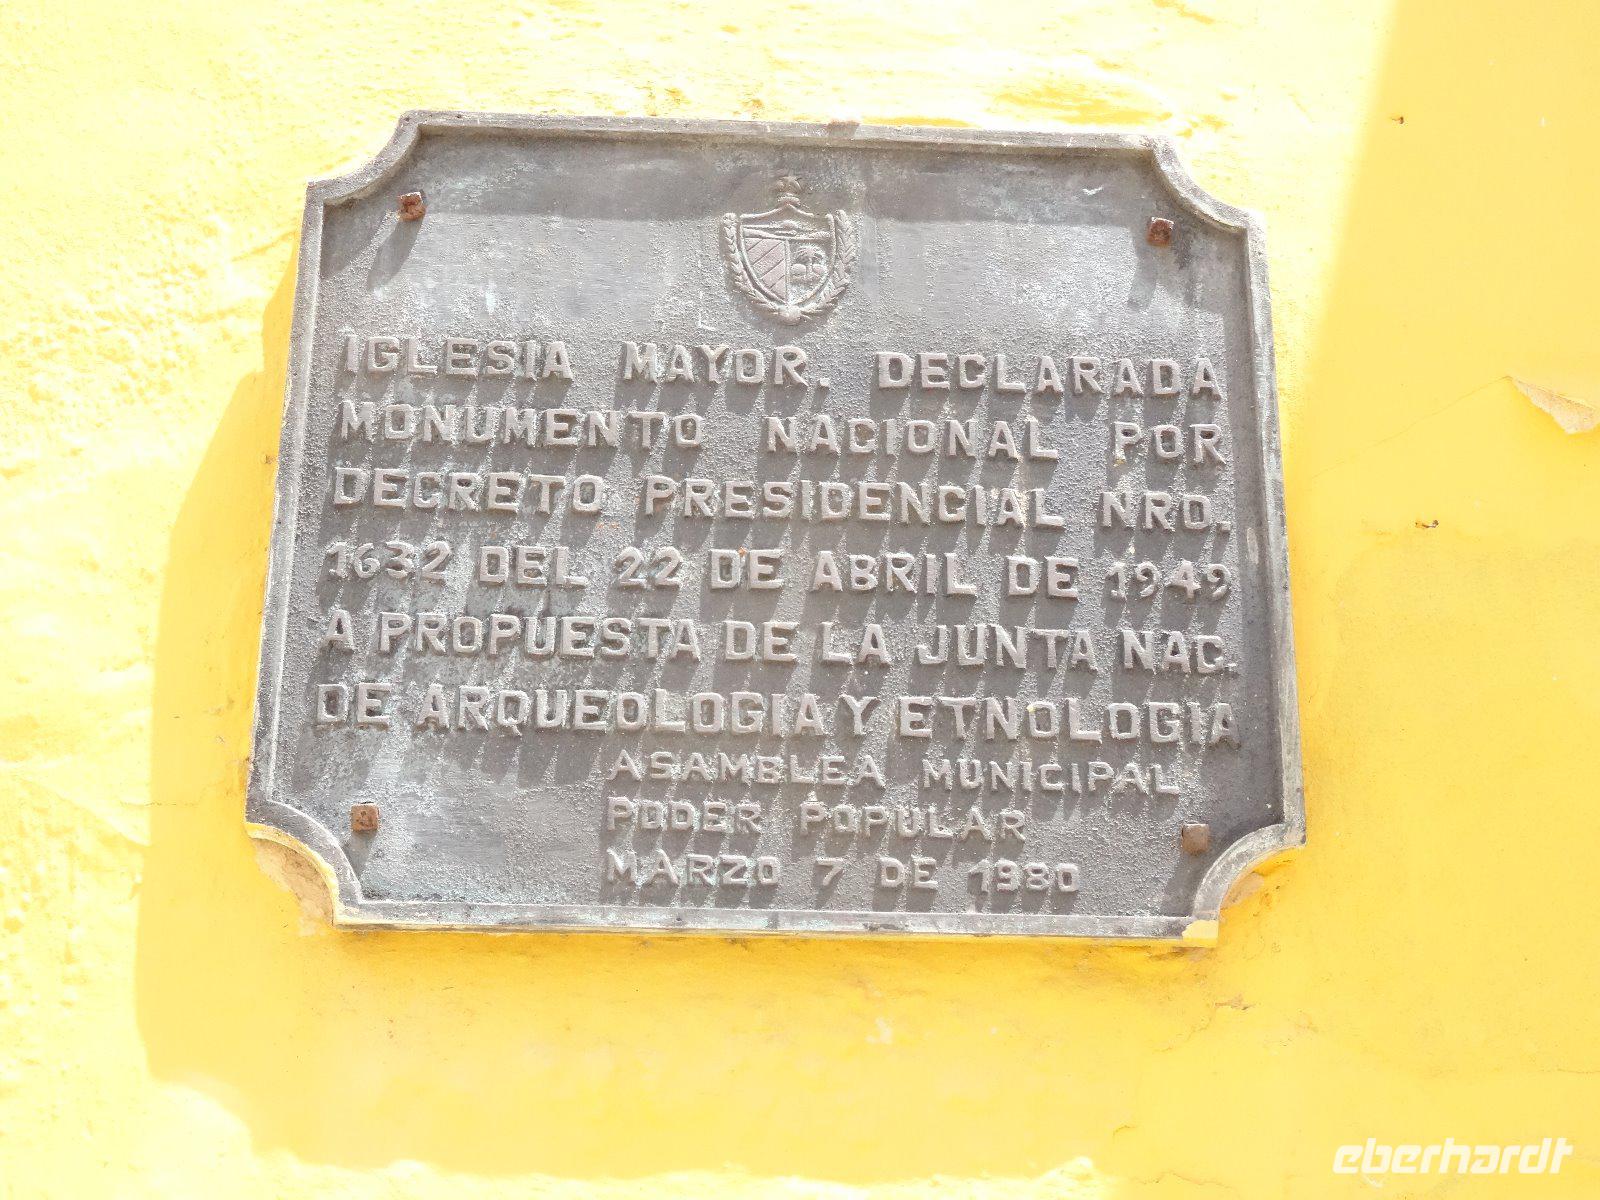 IGLESIA MAYOR. DECLARADA
MONUMENTO NACIONAL POR
DECRETO PRESIDENCIAL NRO.
1632 DEL 22 DE ABRIL DE 1949
A PROPUESTA DE LA JUNTA NAC.
DE ARQUEOLOGIA Y ETNOLOGIA
ASAMBLEA MUNICIPAL
PODER POPULAR
MARZO 7 DE 1980
eberhardt